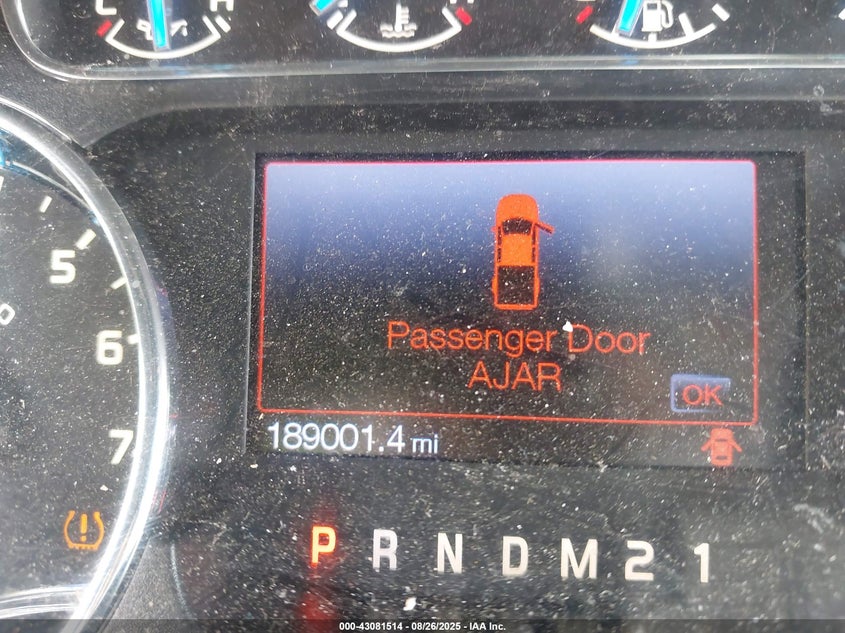 C H
H
5
6
7
Passenger Door
AJAR
OK
189001.4 mi
P R N D M 2 1
000-43081514 - 08/26/2025 - IAA Inc.